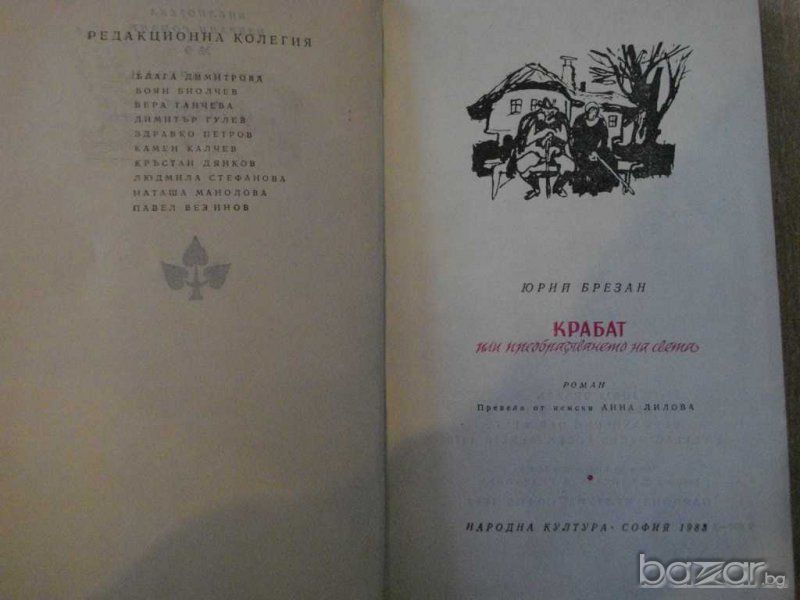 РЕДАКЦИОННА КОЛЕГИЯ
БЛАГА ДИМИТРОВА
БОЯН БИОЛЧЕВ
ВЕРА ГАНЧЕВА
ДИМИТЪР ГУЛЕВ
ЗДРАВКО ПЕТРОВ
КАМЕН КАЛЧЕВ
КРЪСТАН ДЯНКОВ
ЛЮДМИЛА СТЕФАНОВА
НАТАША МАНОЛОВА
ПАВЕЛ ВЕЖИНОВ
ЮРИЙ БРЕЗАН
КРАБАТ
или преобразяването на света
РОМАН
Превела от немски АННА ЛИЛОВА
НАРОДНА КУЛТУРА · СОФИЯ 1983
bazar.bg